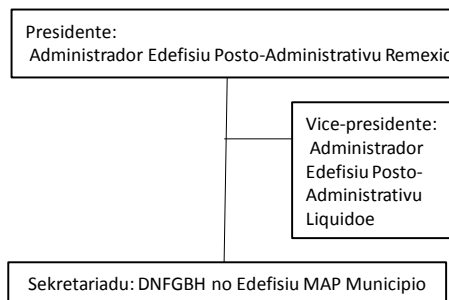 Presidente:
Administrador Edefisiu Posto-Administrativu Remexio
Vice-presidente:
Administrador
Edefisiu Posto-
Administrativu
Liquidoe
Sekretariadu: DNFGBH no Edefisiu MAP Municipio